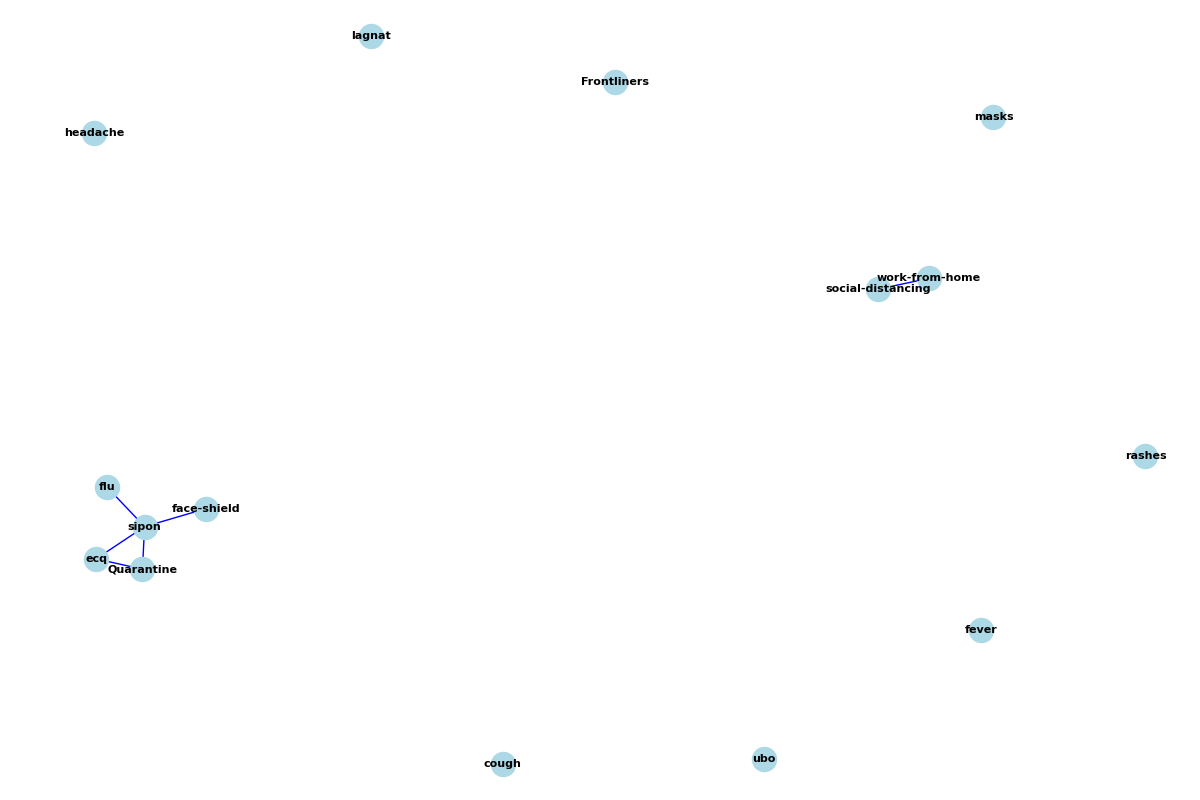 lagnat
Frontliners
masks
headache
work-from-home
social-distancing
rashes
flu
face-shield
sipon
ecq
Quarantine
fever
ubo
cough